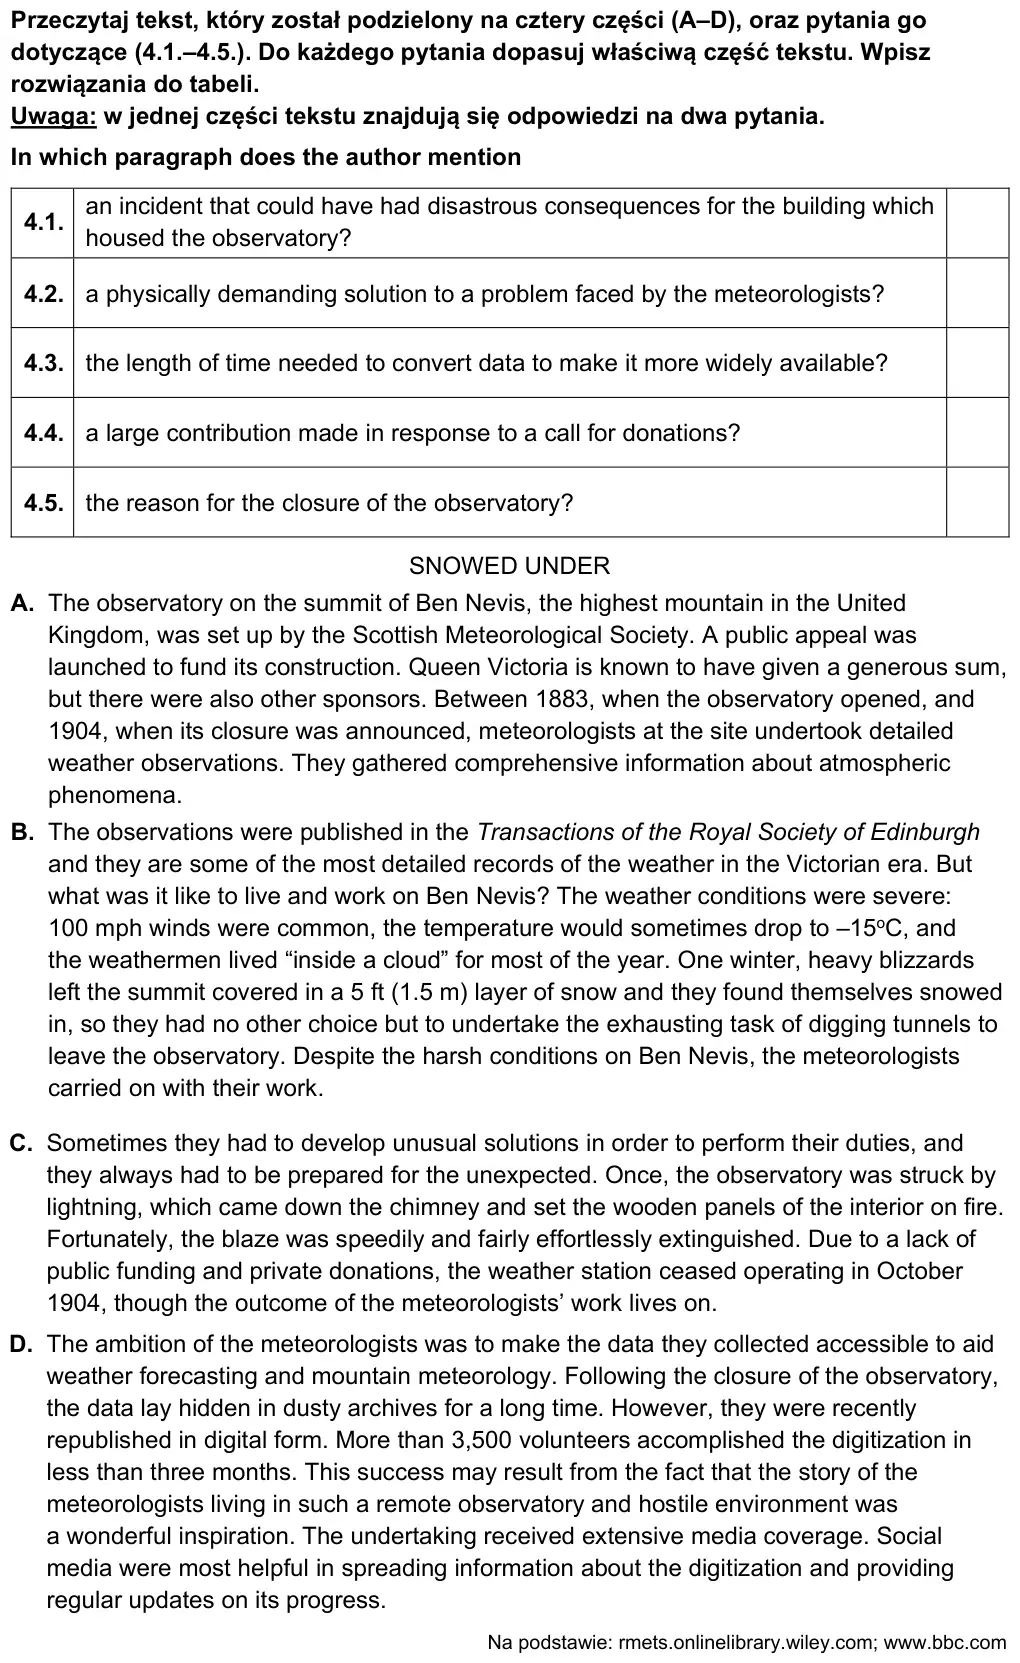 Przeczytaj tekst, który został podzielony na cztery części (A–D), oraz pytania go
dotyczące (4.1.–4.5.). Do każdego pytania dopasuj właściwą część tekstu. Wpisz
rozwiązania do tabeli.
Uwaga: w jednej części tekstu znajdują się odpowiedzi na dwa pytania.
In which paragraph does the author mention
4.1. an incident that could have had disastrous consequences for the building which
housed the observatory?
4.2. a physically demanding solution to a problem faced by the meteorologists?
4.3. the length of time needed to convert data to make it more widely available?
4.4. a large contribution made in response to a call for donations?
4.5. the reason for the closure of the observatory?
SNOWED UNDER
A. The observatory on the summit of Ben Nevis, the highest mountain in the United
Kingdom, was set up by the Scottish Meteorological Society. A public appeal was
launched to fund its construction. Queen Victoria is known to have given a generous sum,
but there were also other sponsors. Between 1883, when the observatory opened, and
1904, when its closure was announced, meteorologists at the site undertook detailed
weather observations. They gathered comprehensive information about atmospheric
phenomena.
B. The observations were published in the Transactions of the Royal Society of Edinburgh
and they are some of the most detailed records of the weather in the Victorian era. But
what was it like to live and work on Ben Nevis? The weather conditions were severe:
100 mph winds were common, the temperature would sometimes drop to –15ºC, and
the weathermen lived “inside a cloud” for most of the year. One winter, heavy blizzards
left the summit covered in a 5 ft (1.5 m) layer of snow and they found themselves snowed
in, so they had no other choice but to undertake the exhausting task of digging tunnels to
leave the observatory. Despite the harsh conditions on Ben Nevis, the meteorologists
carried on with their work.
C. Sometimes they had to develop unusual solutions in order to perform their duties, and
they always had to be prepared for the unexpected. Once, the observatory was struck by
lightning, which came down the chimney and set the wooden panels of the interior on fire.
Fortunately, the blaze was speedily and fairly effortlessly extinguished. Due to a lack of
public funding and private donations, the weather station ceased operating in October
1904, though the outcome of the meteorologists’ work lives on.
D. The ambition of the meteorologists was to make the data they collected accessible to aid
weather forecasting and mountain meteorology. Following the closure of the observatory,
the data lay hidden in dusty archives for a long time. However, they were recently
republished in digital form. More than 3,500 volunteers accomplished the digitization in
less than three months. This success may result from the fact that the story of the
meteorologists living in such a remote observatory and hostile environment was
a wonderful inspiration. The undertaking received extensive media coverage. Social
media were most helpful in spreading information about the digitization and providing
regular updates on its progress.
Na podstawie: rmets.onlinelibrary.wiley.com; www.bbc.com